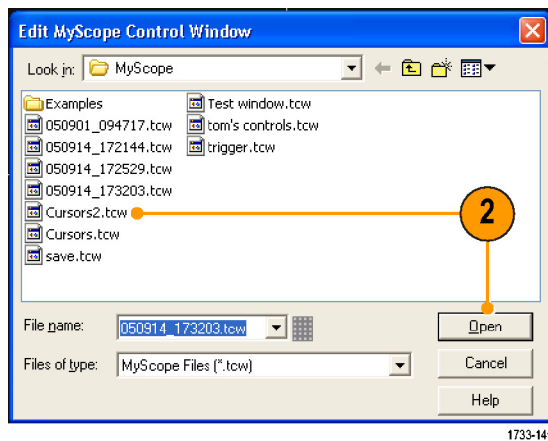 Edit MyScope Control Window
Look in: MyScope
Examples
050901_094717.tcw
050914_172144.tcw
050914_172529.tcw
050914_173203.tcw
Cursors2.tcw
Cursors.tcw
save.tcw
Test window.tcw
tom's controls.tcw
trigger.tcw
2
File name: 050914_173203.tcw
Open
Files of type: MyScope Files (*.tcw)
Cancel
Help
1733-14